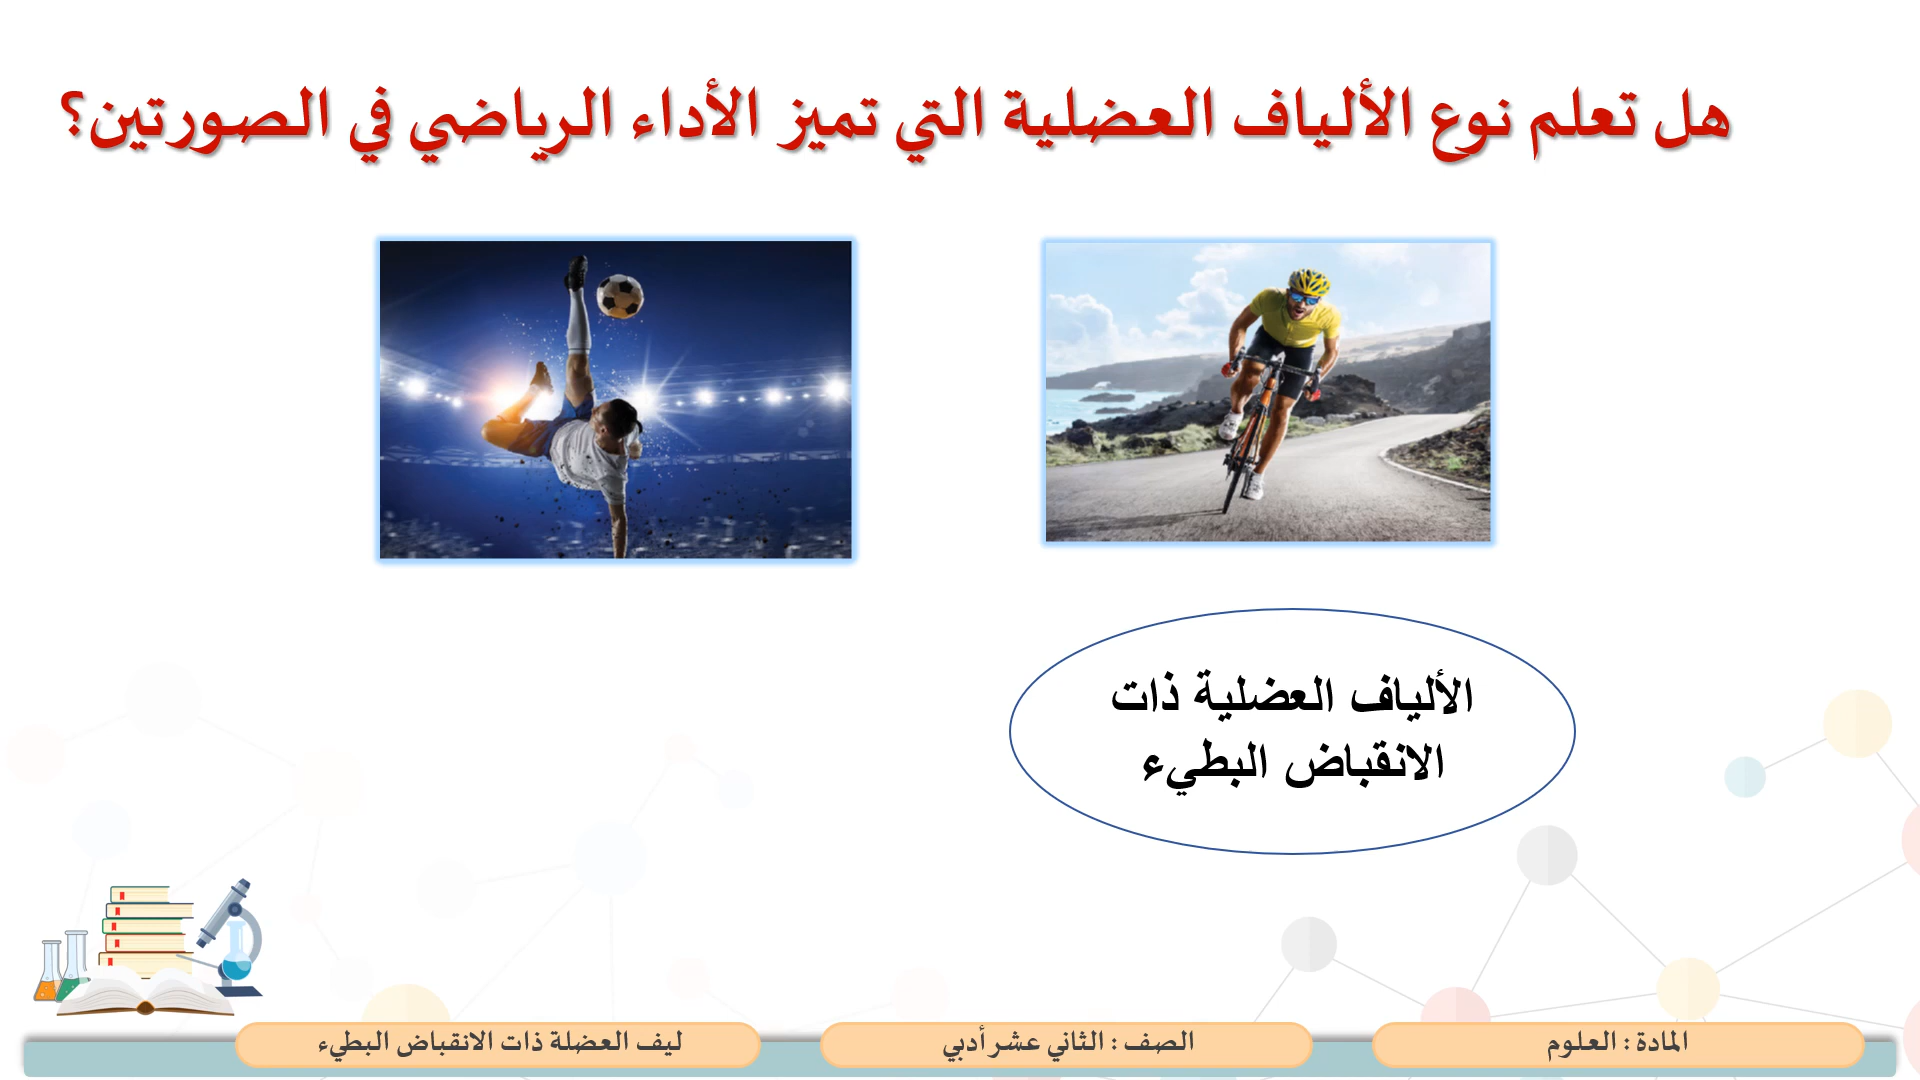 هل تعلم نوع الألياف العضلية التي تميز الأداء الرياضي في الصورتين؟
الألياف العضلية ذات
الانقباض البطيء
المادة : العلوم
الصف : الثاني عشر أدبي
ليف العضلة ذات الانقباض البطيء